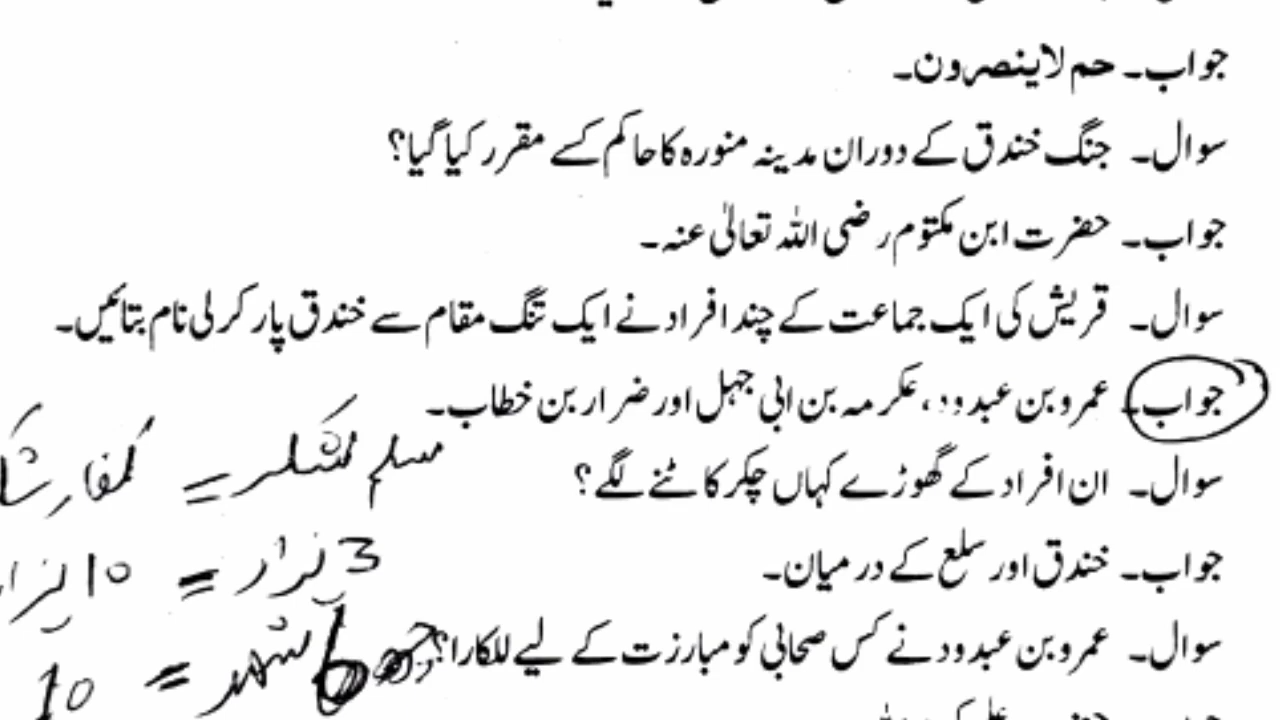 جواب۔ حم لاینصرون۔
سوال۔ جنگ خندق کے دوران مدینہ منورہ کا حاکم کسے مقرر کیا گیا؟
جواب۔ حضرت ابن مکتوم رضی اللہ تعالیٰ عنہ۔
سوال۔ قریش کی ایک جماعت کے چند افراد نے ایک تنگ مقام سے خندق پار کر لی نام بتائیں۔
جواب۔ عمرو بن عبدود، عکرمہ بن ابی جہل اور ضرار بن خطاب۔
مسلم لشکر = کفار
سوال۔ ان افراد کے گھوڑے کہاں چکر کاٹنے لگے؟
3 ہزار = 10 ہزار
جواب۔ خندق اور سلع کے درمیان۔
سوال۔ عمرو بن عبدود نے کس صحابی کو مبارزت کے لیے للکارا؟
6 شہید = 10